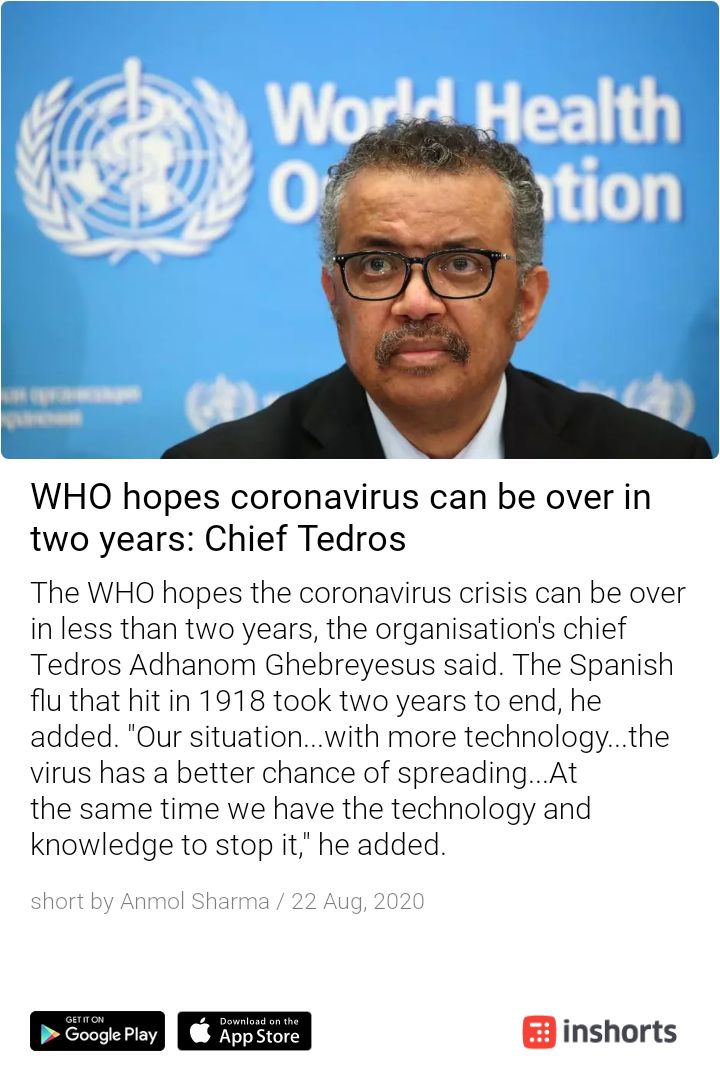 World Health
tion
WHO hopes coronavirus can be over in
two years: Chief Tedros
The WHO hopes the coronavirus crisis can be over
in less than two years, the organisation's chief
Tedros Adhanom Ghebreyesus said. The Spanish
flu that hit in 1918 took two years to end, he
added. "Our situation...with more technology...the
virus has a better chance of spreading...At
the same time we have the technology and
knowledge to stop it," he added.
short by Anmol Sharma / 22 Aug, 2020
GET IT ON
Google Play
Download on the
App Store
inshorts